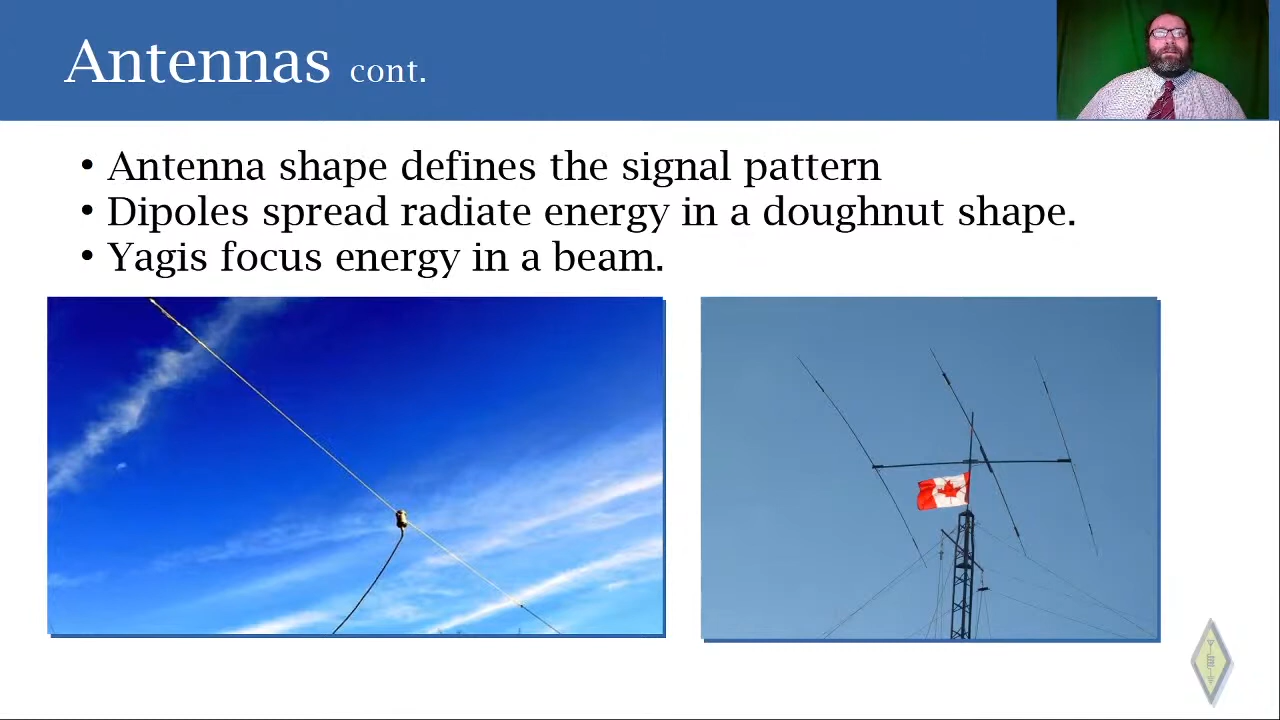 Antennas cont.
• Antenna shape defines the signal pattern
• Dipoles spread radiate energy in a doughnut shape.
• Yagis focus energy in a beam.